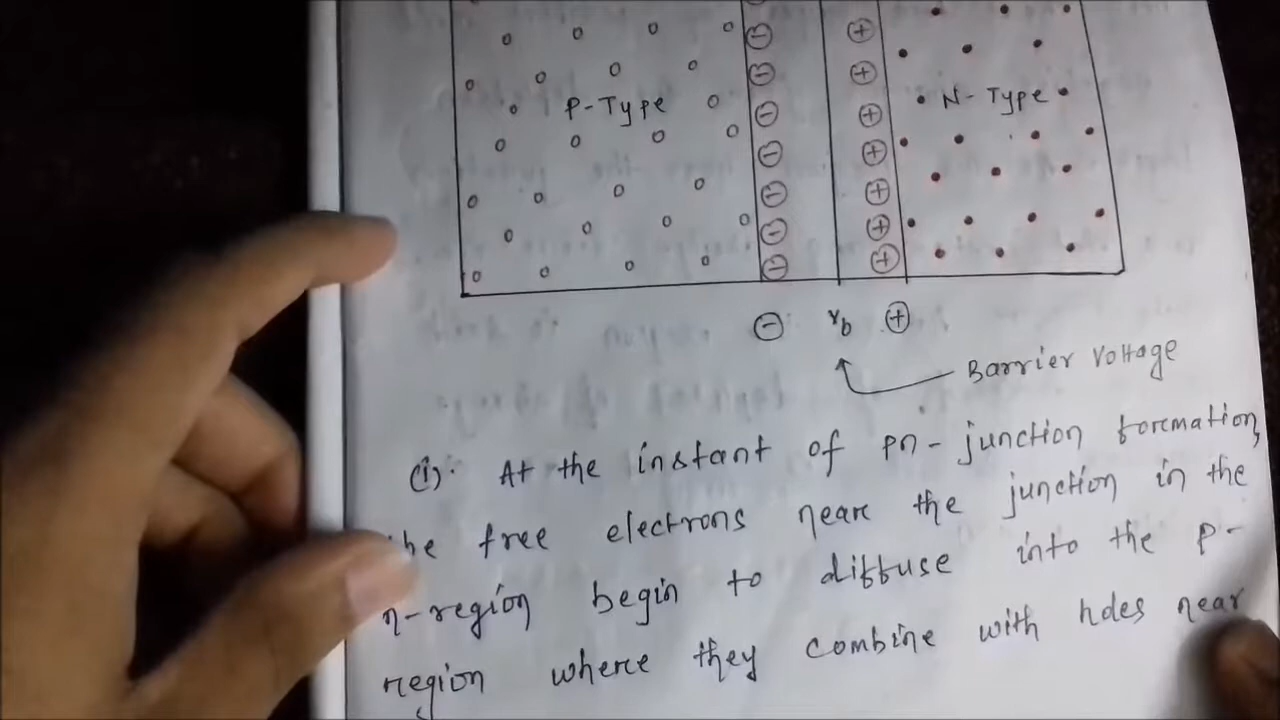 P-Type N-Type
⊖ Vb ⊕
Barrier Voltage
(i). At the instant of pn-junction formation,
the free electrons near the junction in the
n-region begin to diffuse into the p-
region where they combine with holes near